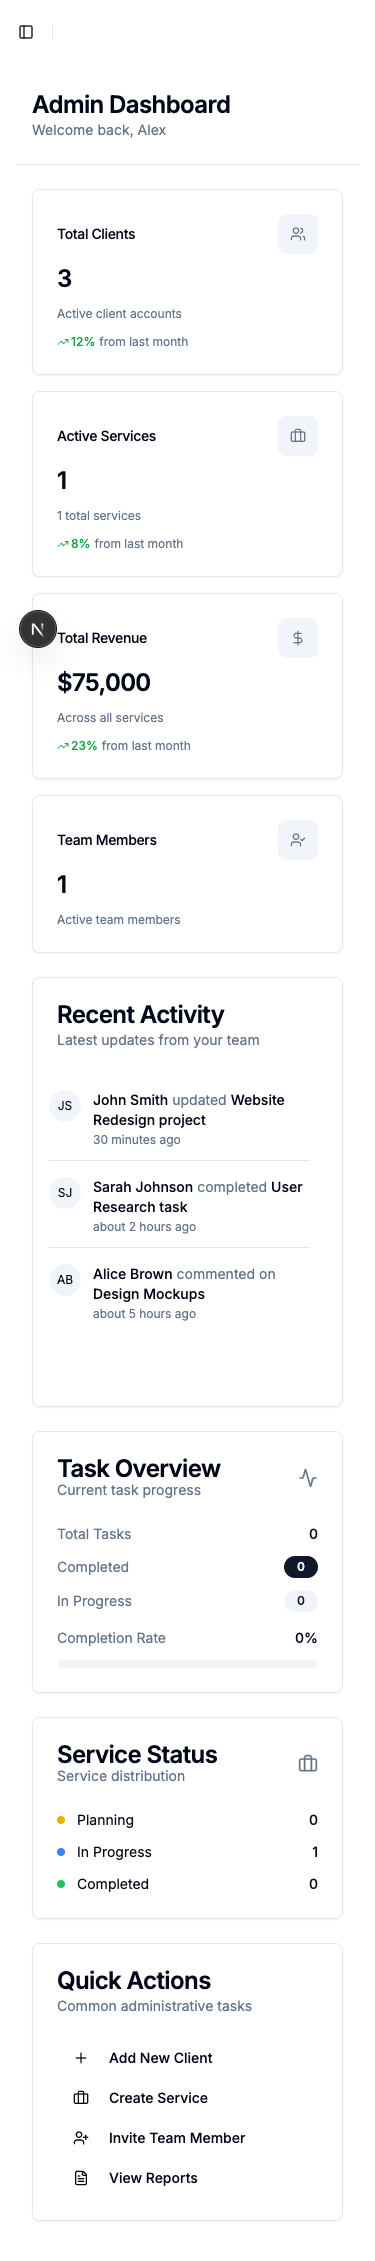 Admin Dashboard
Welcome back, Alex
Total Clients
3
Active client accounts
12% from last month
Active Services
1
1 total services
8% from last month
N
Total Revenue
$75,000
Across all services
23% from last month
Team Members
1
Active team members
Recent Activity
Latest updates from your team
JS
John Smith updated Website
Redesign project
30 minutes ago
SJ
Sarah Johnson completed User
Research task
about 2 hours ago
AB
Alice Brown commented on
Design Mockups
about 5 hours ago
Task Overview
Current task progress
Total Tasks 0
Completed 0
In Progress 0
Completion Rate 0%
Service Status
Service distribution
Planning 0
In Progress 1
Completed 0
Quick Actions
Common administrative tasks
Add New Client
Create Service
Invite Team Member
View Reports